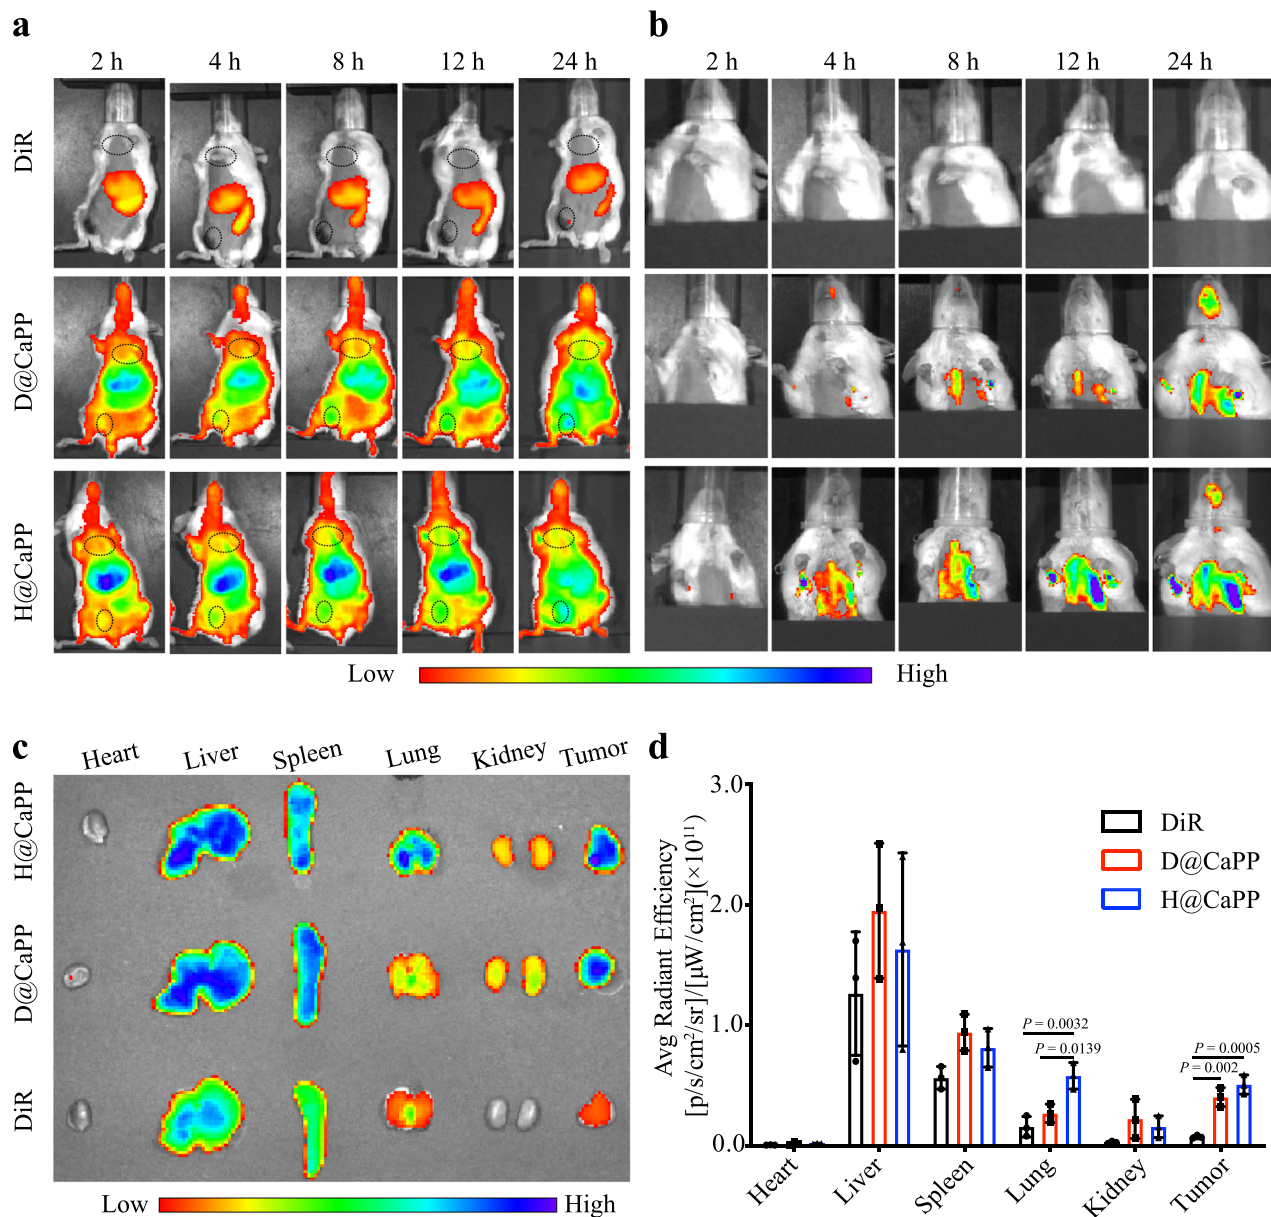 a
2 h 4 h 8 h 12 h 24 h
DiR
D@CaPP
H@CaPP
b
2 h 4 h 8 h 12 h 24 h
Low High
c
Heart Liver Spleen Lung Kidney Tumor
H@CaPP
D@CaPP
DiR
Low High
d
Avg Radiant Efficiency
[p/s/cm²/sr]/[μW/cm²](×10¹¹)
3.0
2.0
1.0
0.0
DiR
D@CaPP
H@CaPP
P = 0.0032
P = 0.0139
P = 0.0005
P = 0.002
Heart Liver Spleen Lung Kidney Tumor